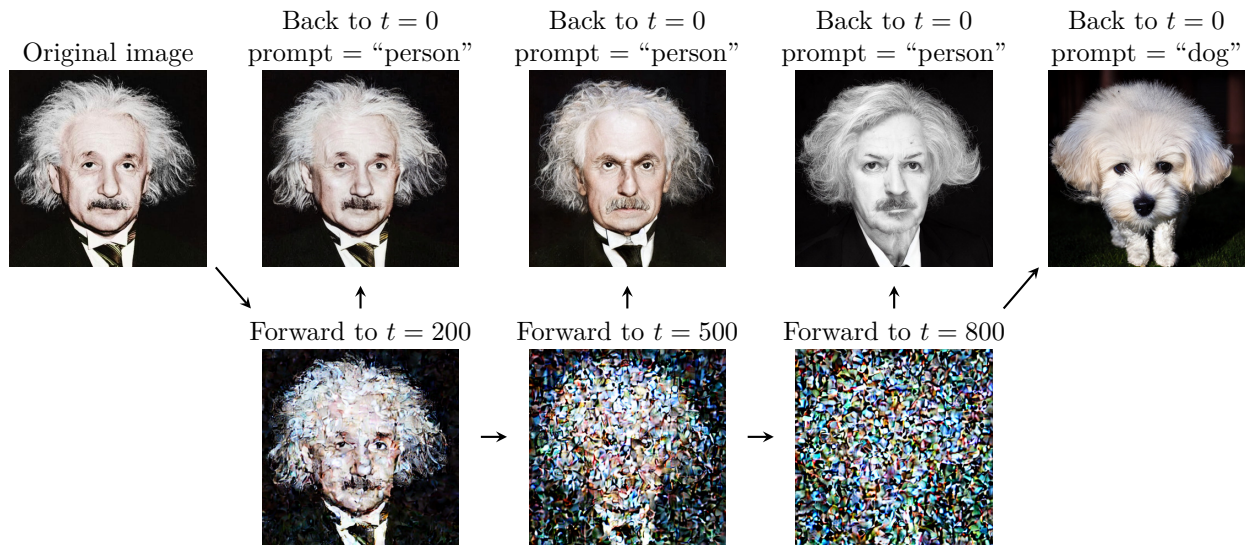 Original image
Back to t = 0
prompt = “person”
Back to t = 0
prompt = “person”
Back to t = 0
prompt = “person”
Back to t = 0
prompt = “dog”
Forward to t = 200
Forward to t = 500
Forward to t = 800